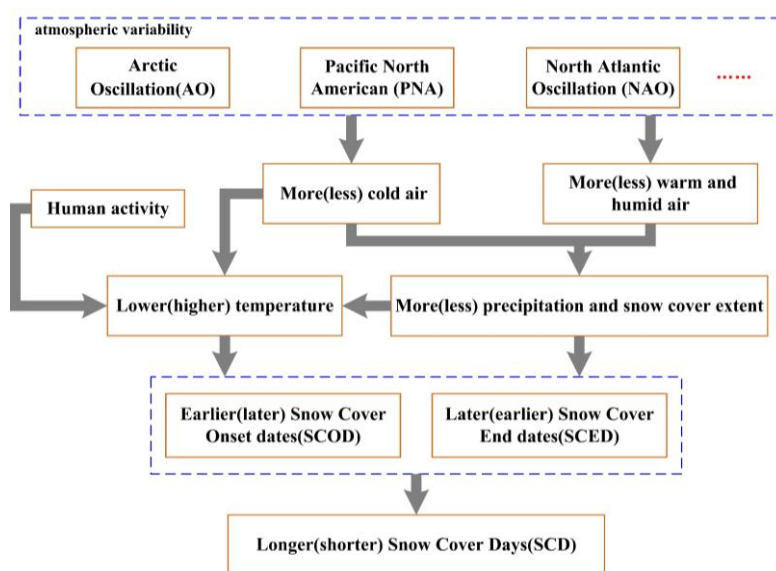 atmospheric variability
Arctic
Oscillation(AO)
Pacific North
American (PNA)
North Atlantic
Oscillation (NAO)
……
More(less) cold air
More(less) warm and
humid air
Human activity
Lower(higher) temperature
More(less) precipitation and snow cover extent
Earlier(later) Snow Cover
Onset dates(SCOD)
Later(earlier) Snow Cover
End dates(SCED)
Longer(shorter) Snow Cover Days(SCD)